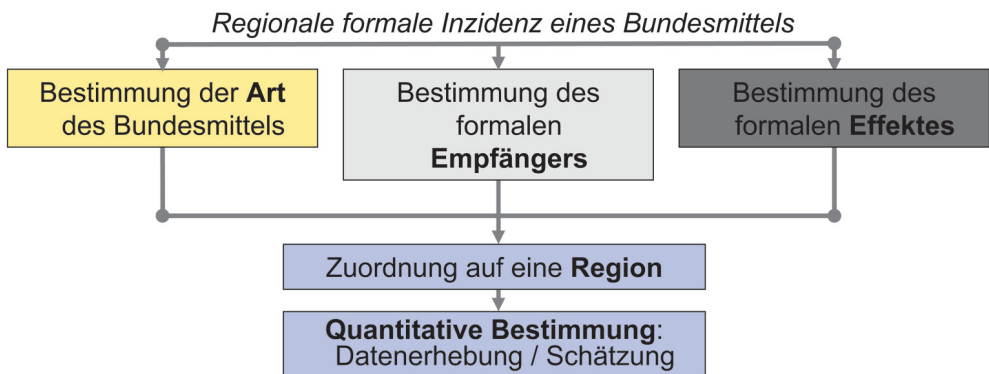 Regionale formale Inzidenz eines Bundesmittels
Bestimmung der Art
des Bundesmittels
Bestimmung des
formalen
Empfängers
Bestimmung des
formalen Effektes
Zuordnung auf eine Region
Quantitative Bestimmung:
Datenerhebung / Schätzung